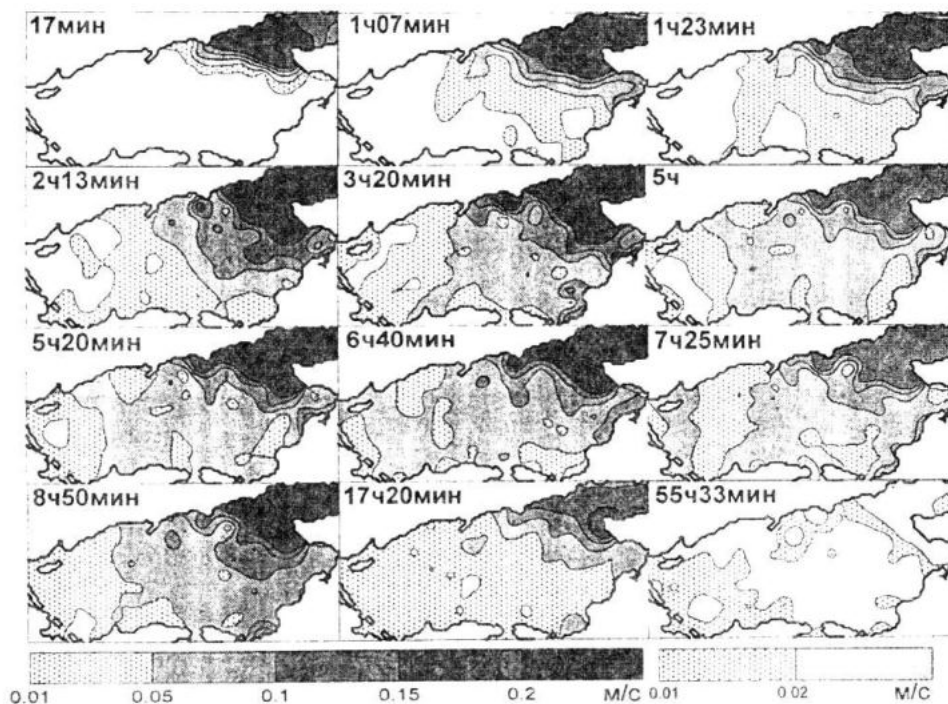 17мин 1ч07мин 1ч23мин
2ч13мин 3ч20мин 5ч
5ч20мин 6ч40мин 7ч25мин
8ч50мин 17ч20мин 55ч33мин
0.01 0.05 0.1 0.15 0.2 м/с 0.01 0.02 м/с